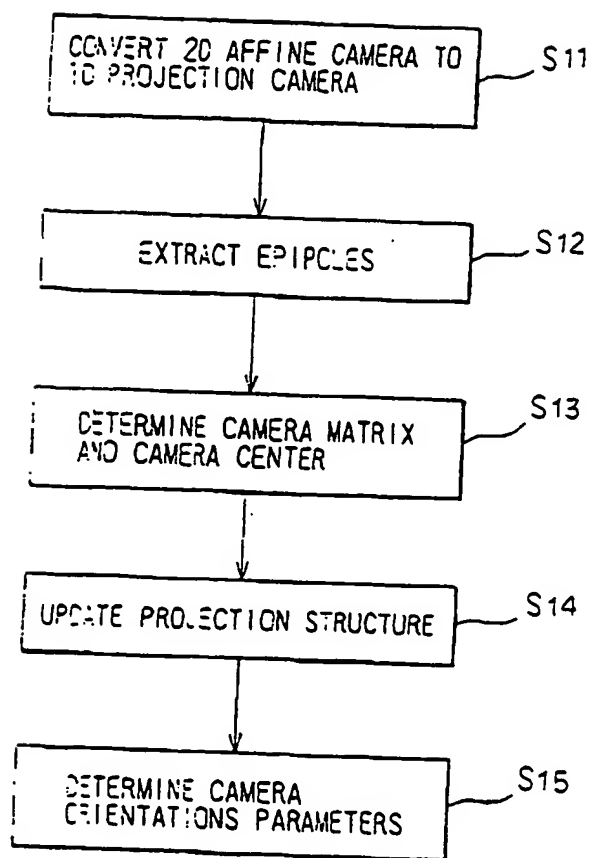 CONVERT 2D AFFINE CAMERA TO
1D PROJECTION CAMERA
S11
EXTRACT EPIPOLES
S12
DETERMINE CAMERA MATRIX
AND CAMERA CENTER
S13
UPDATE PROJECTION STRUCTURE
S14
DETERMINE CAMERA
ORIENTATIONS PARAMETERS
S15